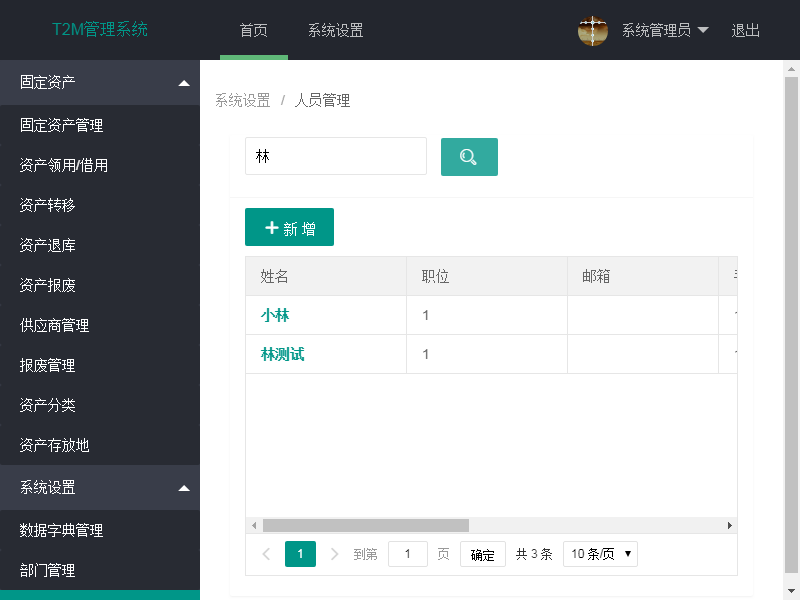 T2M管理系统
首页
系统设置
系统管理员
退出
固定资产
固定资产管理
资产领用/借用
资产转移
资产退库
资产报废
供应商管理
报废管理
资产分类
资产存放地
系统设置
数据字典管理
部门管理
系统设置 / 人员管理
林
新 增
姓名 职位 邮箱
小林 1
林测试 1
1 到第 1 页 确定 共 3 条 10 条/页